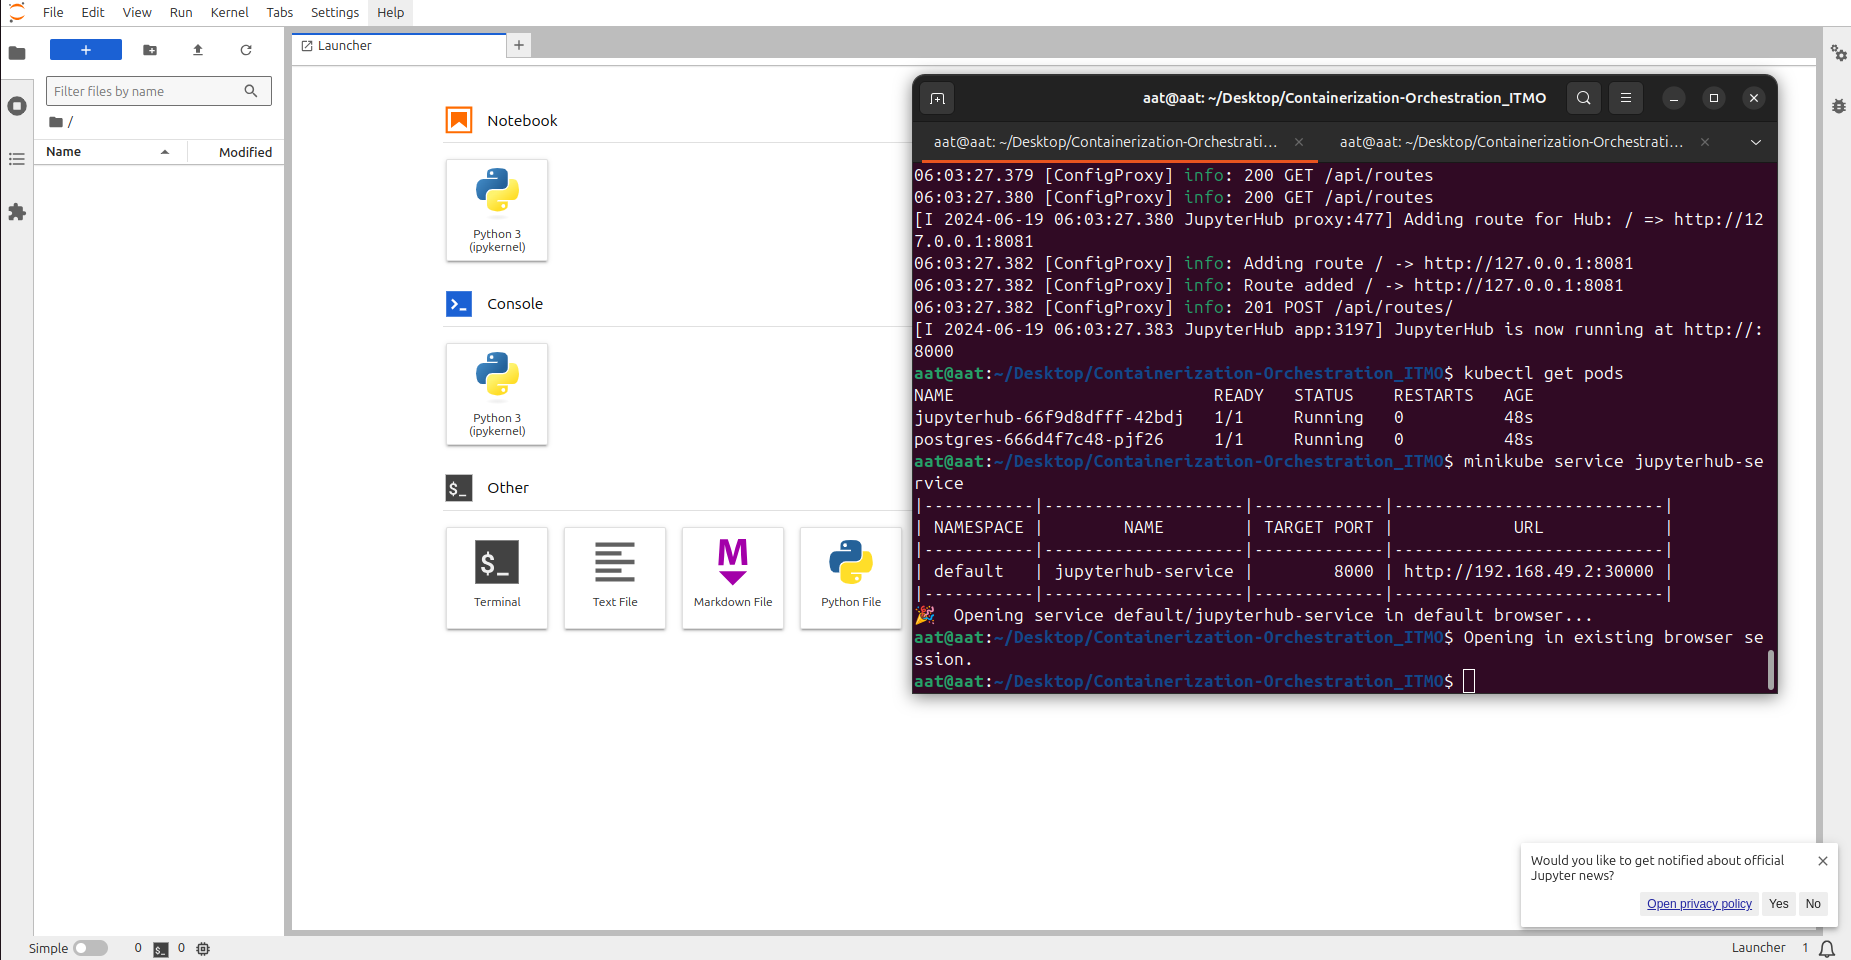 File Edit View Run Kernel Tabs Settings Help
Launcher
Filter files by name
/
Name Modified
Notebook
Python 3
(ipykernel)
Console
Python 3
(ipykernel)
Other
$_
Terminal
Text File
Markdown File
Python File
aat@aat: ~/Desktop/Containerization-Orchestration_ITMO
aat@aat: ~/Desktop/Containerization-Orchestrati... aat@aat: ~/Desktop/Containerization-Orchestrati...
06:03:27.379 [ConfigProxy] info: 200 GET /api/routes
06:03:27.380 [ConfigProxy] info: 200 GET /api/routes
[I 2024-06-19 06:03:27.380 JupyterHub proxy:477] Adding route for Hub: / => http://12
7.0.0.1:8081
06:03:27.382 [ConfigProxy] info: Adding route / -> http://127.0.0.1:8081
06:03:27.382 [ConfigProxy] info: Route added / -> http://127.0.0.1:8081
06:03:27.382 [ConfigProxy] info: 201 POST /api/routes/
[I 2024-06-19 06:03:27.383 JupyterHub app:3197] JupyterHub is now running at http://:
8000
aat@aat:~/Desktop/Containerization-Orchestration_ITMO$ kubectl get pods
NAME READY STATUS RESTARTS AGE
jupyterhub-66f9d8dfff-42bdj 1/1 Running 0 48s
postgres-666d4f7c48-pjf26 1/1 Running 0 48s
aat@aat:~/Desktop/Containerization-Orchestration_ITMO$ minikube service jupyterhub-se
rvice
|-----------|--------------------|-------------|---------------------------|
| NAMESPACE | NAME | TARGET PORT | URL |
|-----------|--------------------|-------------|---------------------------|
| default | jupyterhub-service | 8000 | http://192.168.49.2:30000 |
|-----------|--------------------|-------------|---------------------------|
🎉 Opening service default/jupyterhub-service in default browser...
aat@aat:~/Desktop/Containerization-Orchestration_ITMO$ Opening in existing browser se
ssion.
aat@aat:~/Desktop/Containerization-Orchestration_ITMO$
Would you like to get notified about official
Jupyter news?
Open privacy policy Yes No
Simple 0 $_ 0
Launcher 1